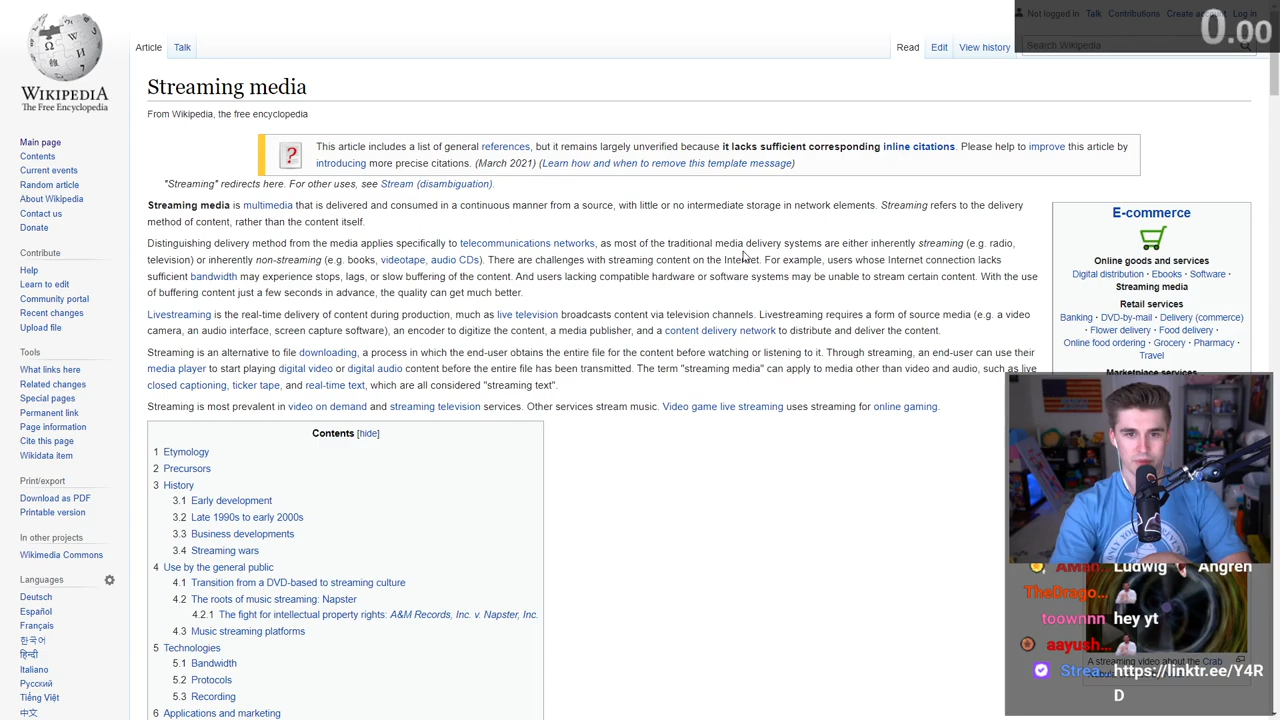 Not logged in Talk Contributions Create account Log in
0.00
Search Wikipedia
WIKIPEDIA
The Free Encyclopedia
Article Talk
Read Edit View history
Main page
Contents
Current events
Random article
About Wikipedia
Contact us
Donate
Contribute
Help
Learn to edit
Community portal
Recent changes
Upload file
Tools
What links here
Related changes
Special pages
Permanent link
Page information
Cite this page
Wikidata item
Print/export
Download as PDF
Printable version
In other projects
Wikimedia Commons
Languages
Deutsch
Español
Français
한국어
हिन्दी
Italiano
Русский
Tiếng Việt
中文
Streaming media
From Wikipedia, the free encyclopedia
This article includes a list of general references, but it remains largely unverified because it lacks sufficient corresponding inline citations. Please help to improve this article by
introducing more precise citations. (March 2021) (Learn how and when to remove this template message)
"Streaming" redirects here. For other uses, see Stream (disambiguation).
Streaming media is multimedia that is delivered and consumed in a continuous manner from a source, with little or no intermediate storage in network elements. Streaming refers to the delivery
method of content, rather than the content itself.
Distinguishing delivery method from the media applies specifically to telecommunications networks, as most of the traditional media delivery systems are either inherently streaming (e.g. radio,
television) or inherently non-streaming (e.g. books, videotape, audio CDs). There are challenges with streaming content on the Internet. For example, users whose Internet connection lacks
sufficient bandwidth may experience stops, lags, or slow buffering of the content. And users lacking compatible hardware or software systems may be unable to stream certain content. With the use
of buffering content just a few seconds in advance, the quality can get much better.
Livestreaming is the real-time delivery of content during production, much as live television broadcasts content via television channels. Livestreaming requires a form of source media (e.g. a video
camera, an audio interface, screen capture software), an encoder to digitize the content, a media publisher, and a content delivery network to distribute and deliver the content.
Streaming is an alternative to file downloading, a process in which the end-user obtains the entire file for the content before watching or listening to it. Through streaming, an end-user can use their
media player to start playing digital video or digital audio content before the entire file has been transmitted. The term "streaming media" can apply to media other than video and audio, such as live
closed captioning, ticker tape, and real-time text, which are all considered "streaming text".
Streaming is most prevalent in video on demand and streaming television services. Other services stream music. Video game live streaming uses streaming for online gaming.
Contents [hide]
1 Etymology
2 Precursors
3 History
3.1 Early development
3.2 Late 1990s to early 2000s
3.3 Business developments
3.4 Streaming wars
4 Use by the general public
4.1 Transition from a DVD-based to streaming culture
4.2 The roots of music streaming: Napster
4.2.1 The fight for intellectual property rights: A&M Records, Inc. v. Napster, Inc.
4.3 Music streaming platforms
5 Technologies
5.1 Bandwidth
5.2 Protocols
5.3 Recording
6 Applications and marketing
E-commerce
Online goods and services
Digital distribution · Ebooks · Software ·
Streaming media
Retail services
Banking · DVD-by-mail · Delivery (commerce)
· Flower delivery · Food delivery ·
Online food ordering · Grocery · Pharmacy ·
Travel
Marketplace services
Ludwig Angren
TheDrago...
toownnn hey yt
aayush...
Strea... https://linktr.ee/Y4R
D
A streaming video about the Crab